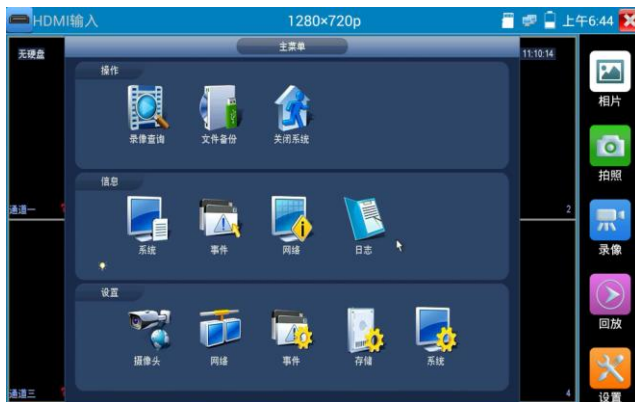 HDMI输入 1280×720p 上午6:44
无硬盘 主菜单 11:10:14
操作
录像查询 文件备份 关闭系统
信息
系统 事件 网络 日志
通道一 2
设置
摄像头 网络 事件 存储 系统
通道三 4
相片
拍照
录像
回放
设置